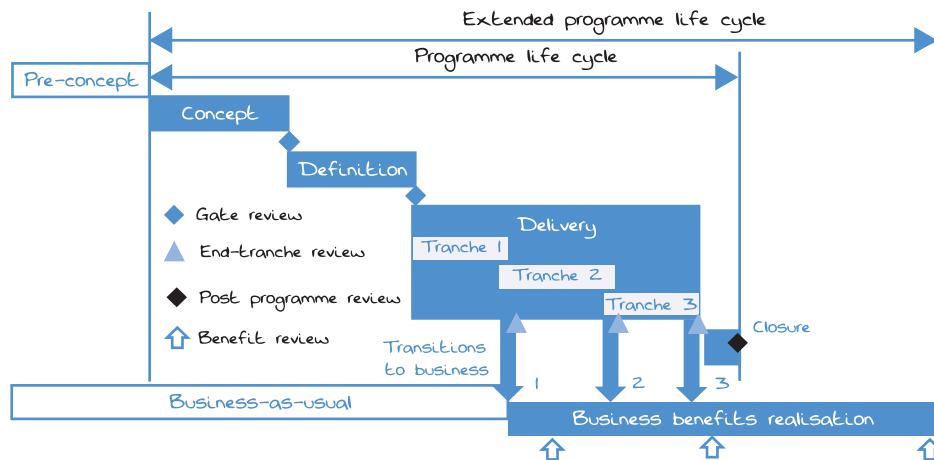 Extended programme life cycle
Programme life cycle
Pre-concept
Concept
Definition
Delivery
Gate review
Tranche 1
End-tranche review
Tranche 2
Post programme review
Tranche 3
Closure
Benefit review
Transitions
to business
1
2
3
Business-as-usual
Business benefits realisation